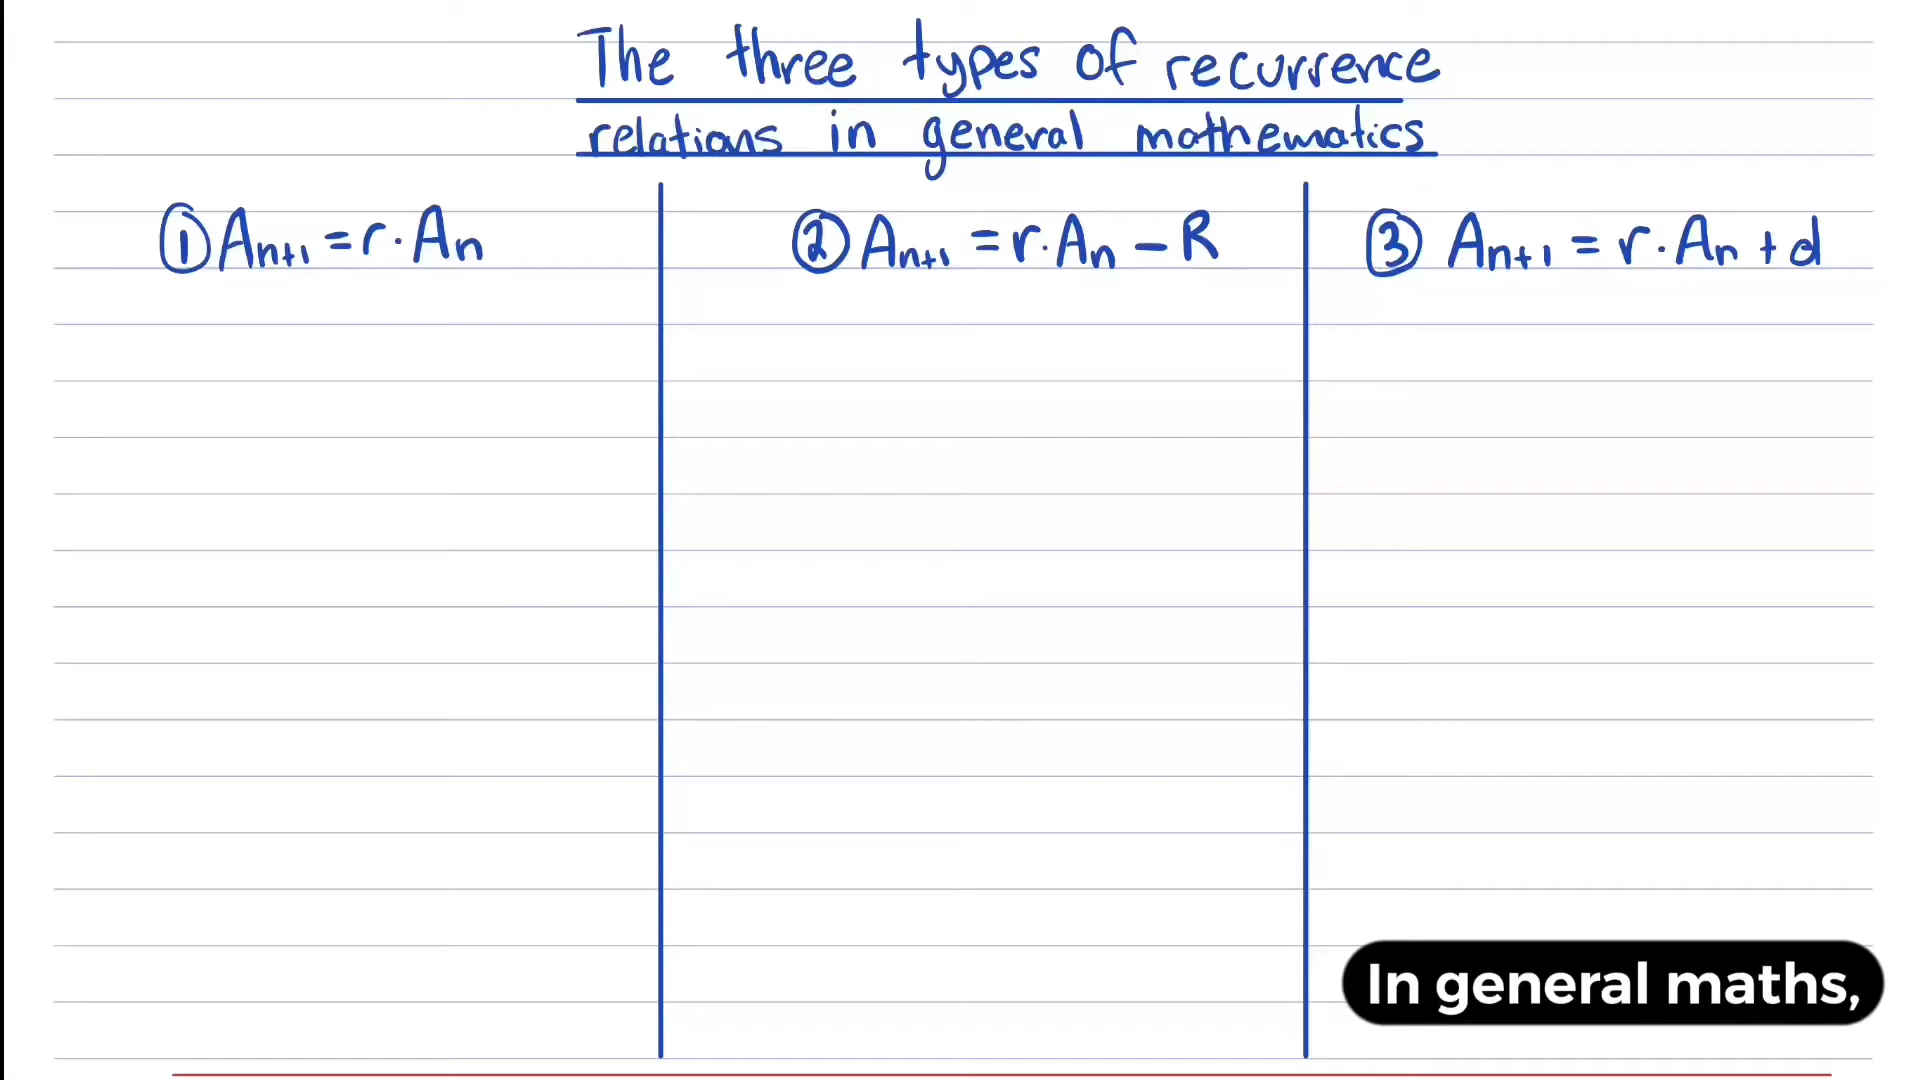 The three types of recurrence
relations in general mathematics
① Aₙ₊₁ = r · Aₙ
② Aₙ₊₁ = r · Aₙ − R
③ Aₙ₊₁ = r · Aₙ + d
In general maths,